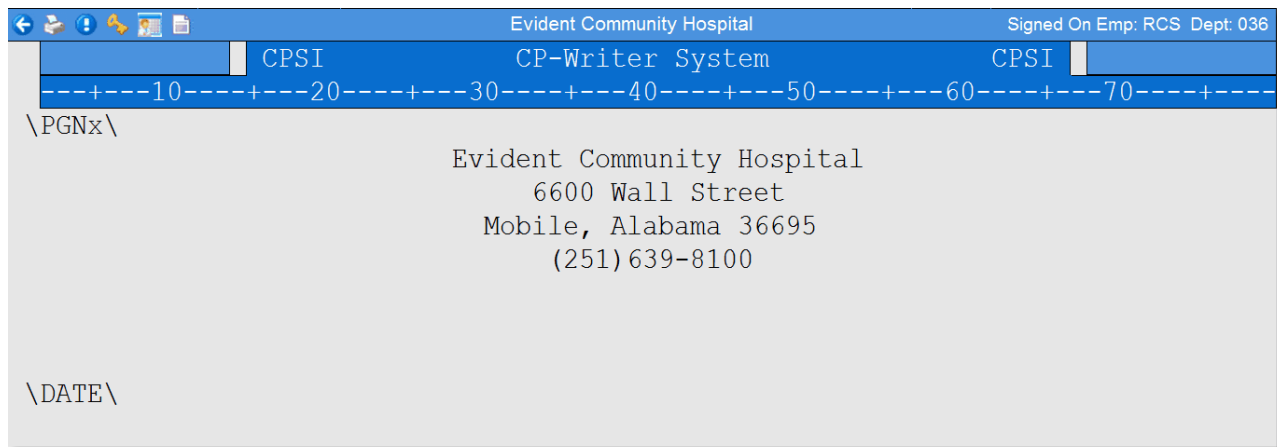 Evident Community Hospital Signed On Emp: RCS Dept: 036
CPSI CP-Writer System CPSI
---+---10----+---20----+---30----+---40----+---50----+---60----+---70----+----
\PGNx\
Evident Community Hospital
6600 Wall Street
Mobile, Alabama 36695
(251)639-8100
\DATE\